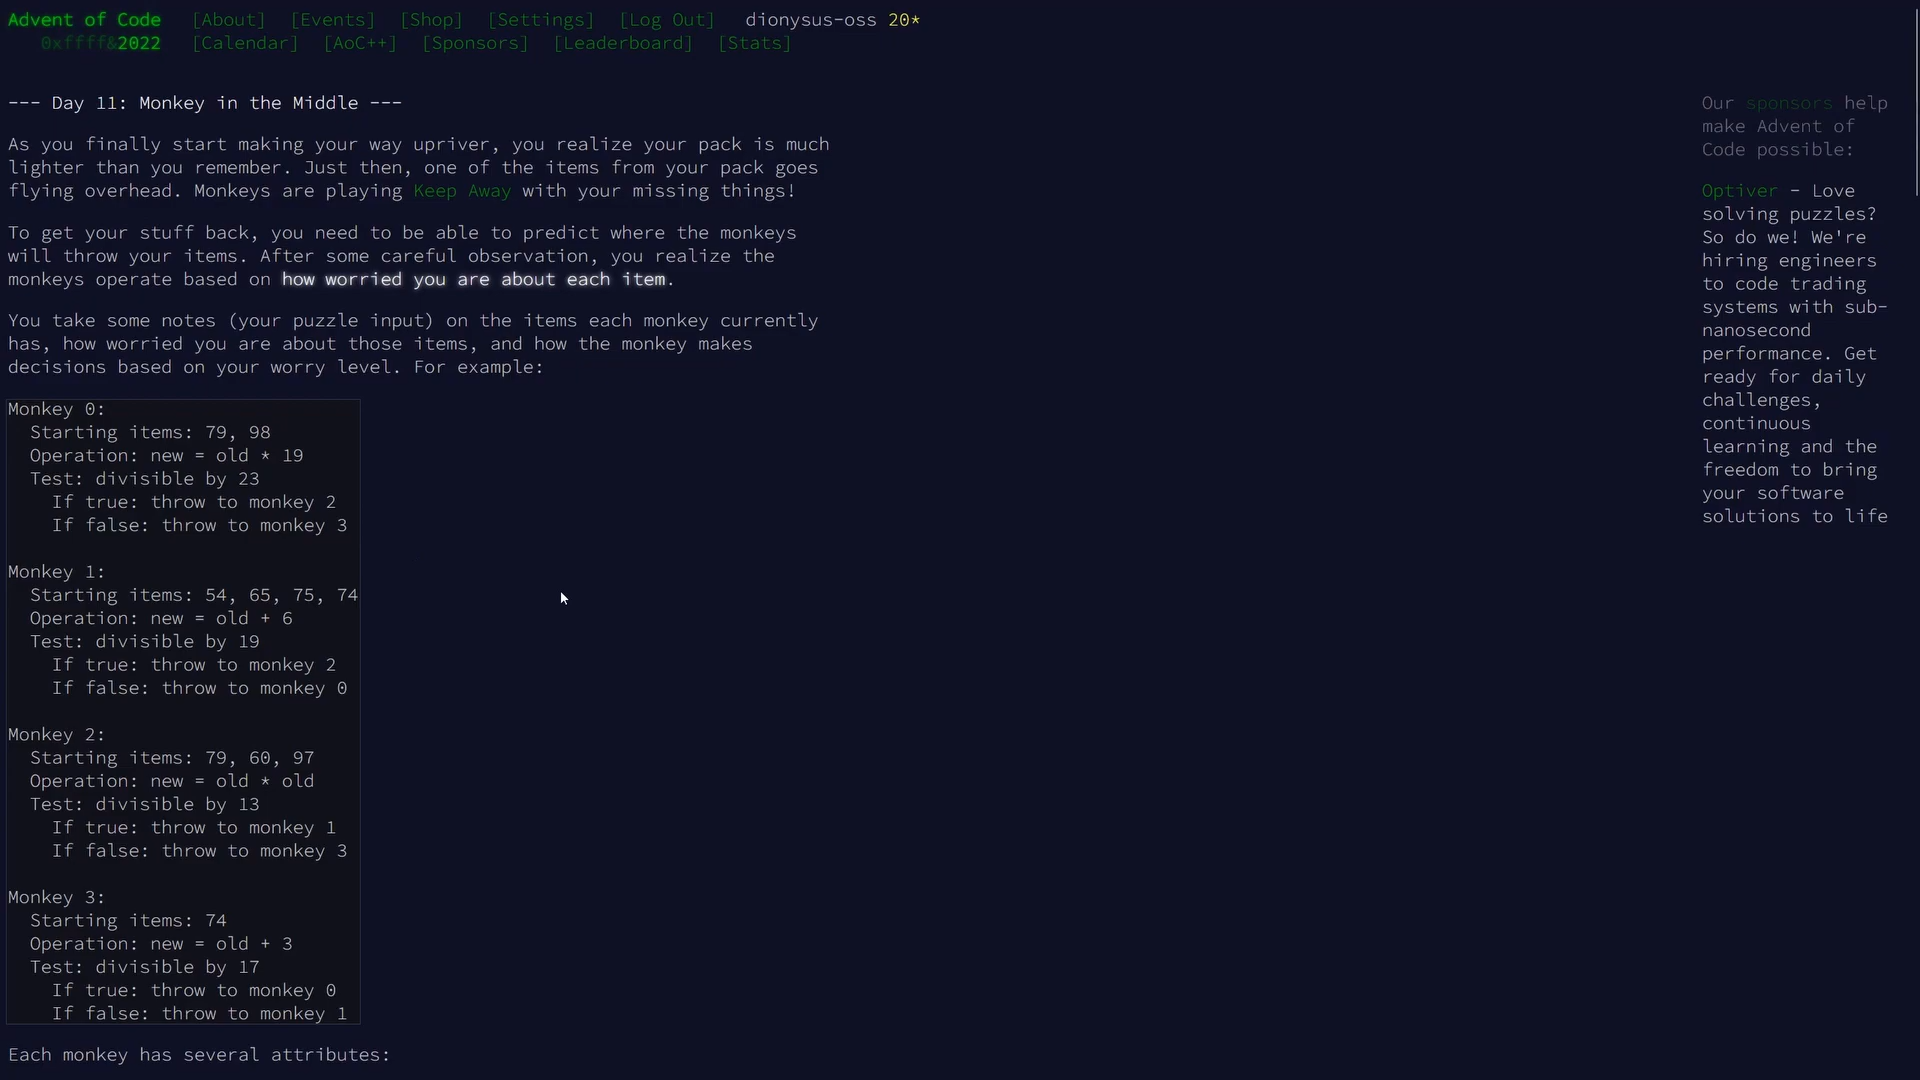 Advent of Code [About] [Events] [Shop] [Settings] [Log Out] dionysus-oss 20*
0xffff&2022 [Calendar] [AoC++] [Sponsors] [Leaderboard] [Stats]
--- Day 11: Monkey in the Middle ---
As you finally start making your way upriver, you realize your pack is much
lighter than you remember. Just then, one of the items from your pack goes
flying overhead. Monkeys are playing Keep Away with your missing things!
To get your stuff back, you need to be able to predict where the monkeys
will throw your items. After some careful observation, you realize the
monkeys operate based on how worried you are about each item.
You take some notes (your puzzle input) on the items each monkey currently
has, how worried you are about those items, and how the monkey makes
decisions based on your worry level. For example:
Monkey 0:
Starting items: 79, 98
Operation: new = old * 19
Test: divisible by 23
If true: throw to monkey 2
If false: throw to monkey 3
Monkey 1:
Starting items: 54, 65, 75, 74
Operation: new = old + 6
Test: divisible by 19
If true: throw to monkey 2
If false: throw to monkey 0
Monkey 2:
Starting items: 79, 60, 97
Operation: new = old * old
Test: divisible by 13
If true: throw to monkey 1
If false: throw to monkey 3
Monkey 3:
Starting items: 74
Operation: new = old + 3
Test: divisible by 17
If true: throw to monkey 0
If false: throw to monkey 1
Each monkey has several attributes:
Our sponsors help
make Advent of
Code possible:
Optiver - Love
solving puzzles?
So do we! We're
hiring engineers
to code trading
systems with sub-
nanosecond
performance. Get
ready for daily
challenges,
continuous
learning and the
freedom to bring
your software
solutions to life